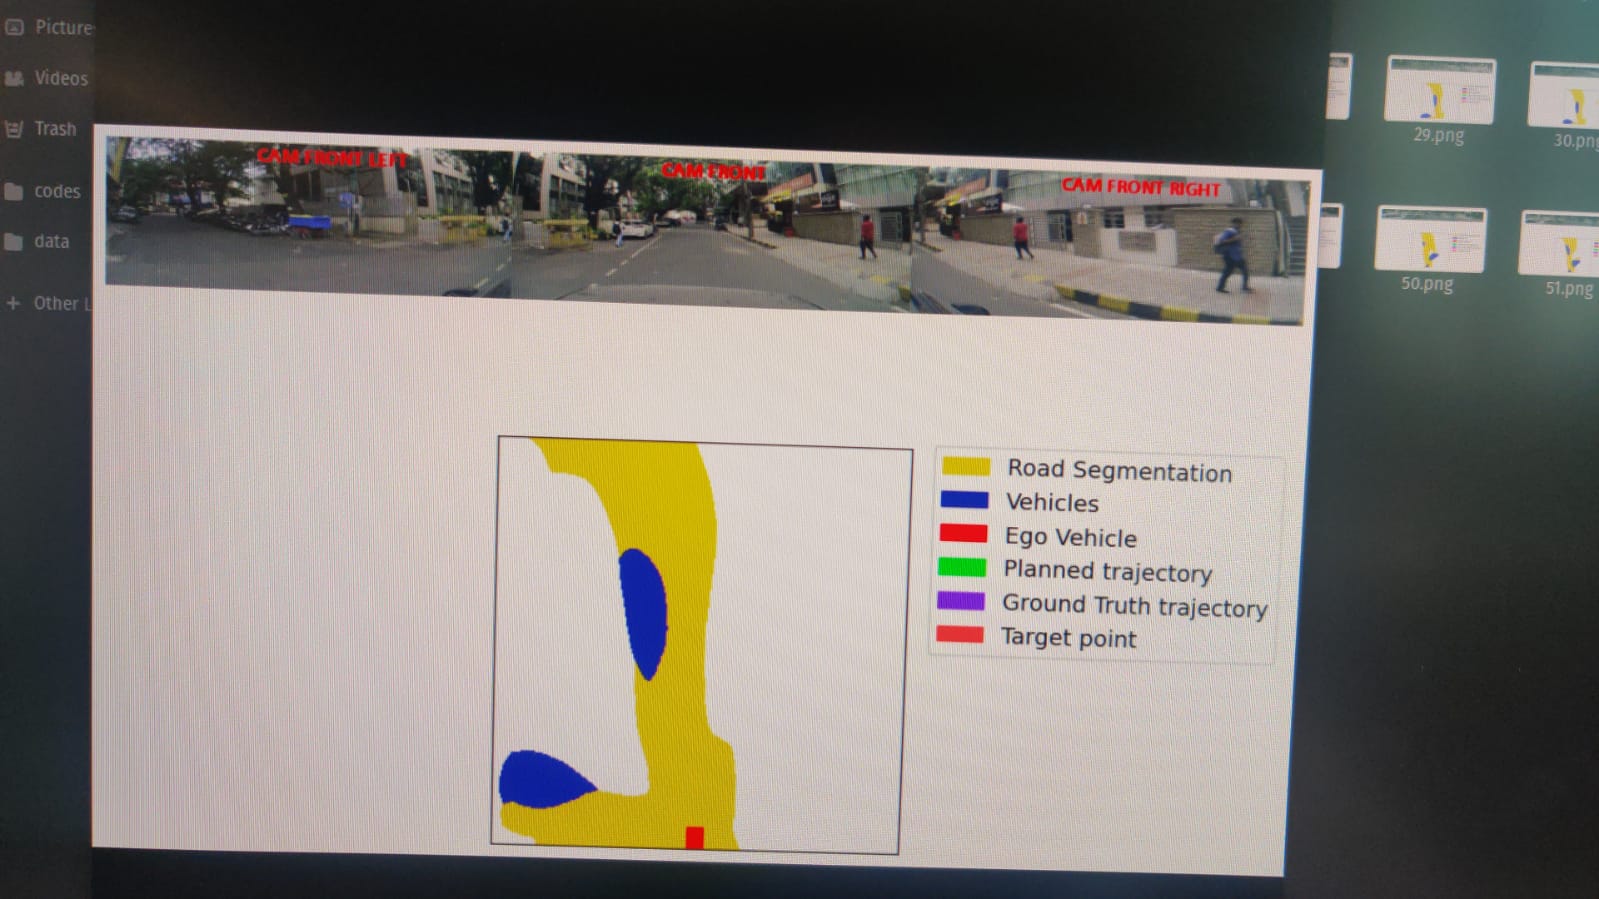 Picture
Videos
Trash
codes
data
Other L
CAM FRONT LEFT
CAM FRONT
CAM FRONT RIGHT
Road Segmentation
Vehicles
Ego Vehicle
Planned trajectory
Ground Truth trajectory
Target point
29.png
30.png
50.png
51.png